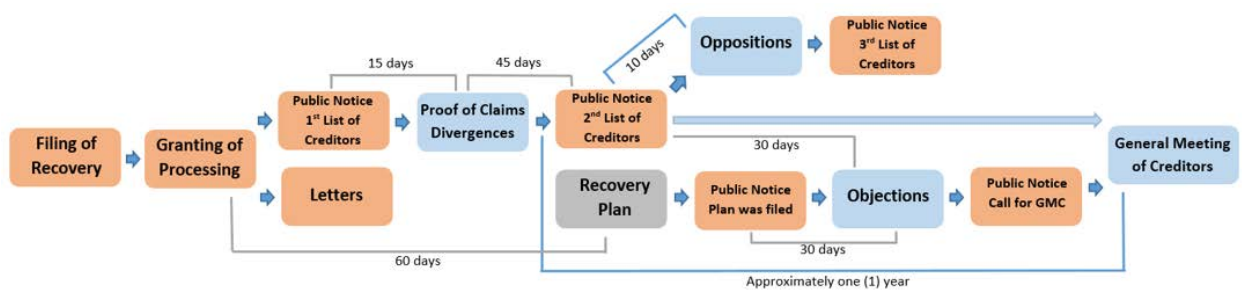 Filing of
Recovery
Granting of
Processing
Public Notice
1st List of
Creditors
Letters
15 days
Proof of Claims
Divergences
45 days
Public Notice
2nd List of
Creditors
10 days
Oppositions
Public Notice
3rd List of
Creditors
30 days
General Meeting
of Creditors
Recovery
Plan
Public Notice
Plan was filed
Objections
Public Notice
Call for GMC
30 days
60 days
Approximately one (1) year